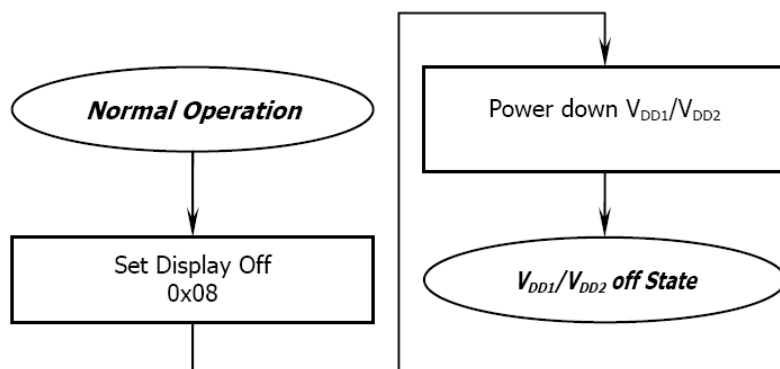 Normal Operation
Set Display Off
0x08
Power down VDD1/VDD2
VDD1/VDD2 off State